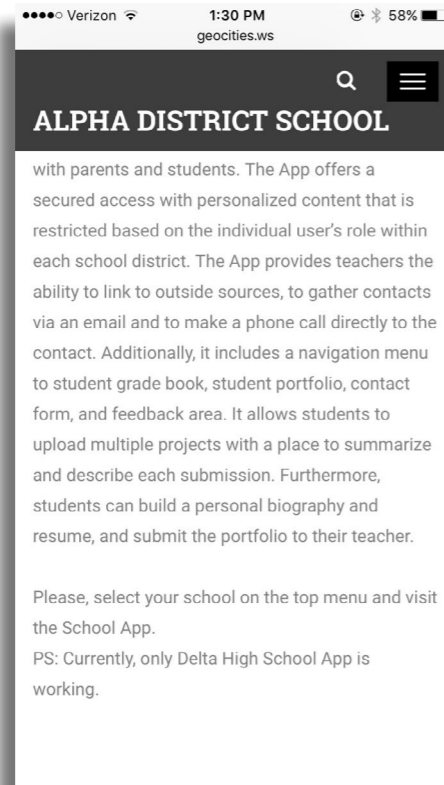 ●●●●○ Verizon 1:30 PM 58%
geocities.ws
ALPHA DISTRICT SCHOOL
with parents and students. The App offers a
secured access with personalized content that is
restricted based on the individual user's role within
each school district. The App provides teachers the
ability to link to outside sources, to gather contacts
via an email and to make a phone call directly to the
contact. Additionally, it includes a navigation menu
to student grade book, student portfolio, contact
form, and feedback area. It allows students to
upload multiple projects with a place to summarize
and describe each submission. Furthermore,
students can build a personal biography and
resume, and submit the portfolio to their teacher.
Please, select your school on the top menu and visit
the School App.
PS: Currently, only Delta High School App is
working.